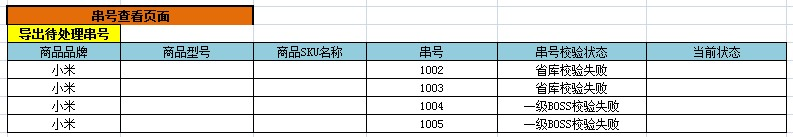 串号查看页面
导出待处理串号
商品品牌 商品型号 商品SKU名称 串号 串号校验状态 当前状态
小米 1002 省库校验失败
小米 1003 省库校验失败
小米 1004 一级BOSS校验失败
小米 1005 一级BOSS校验失败